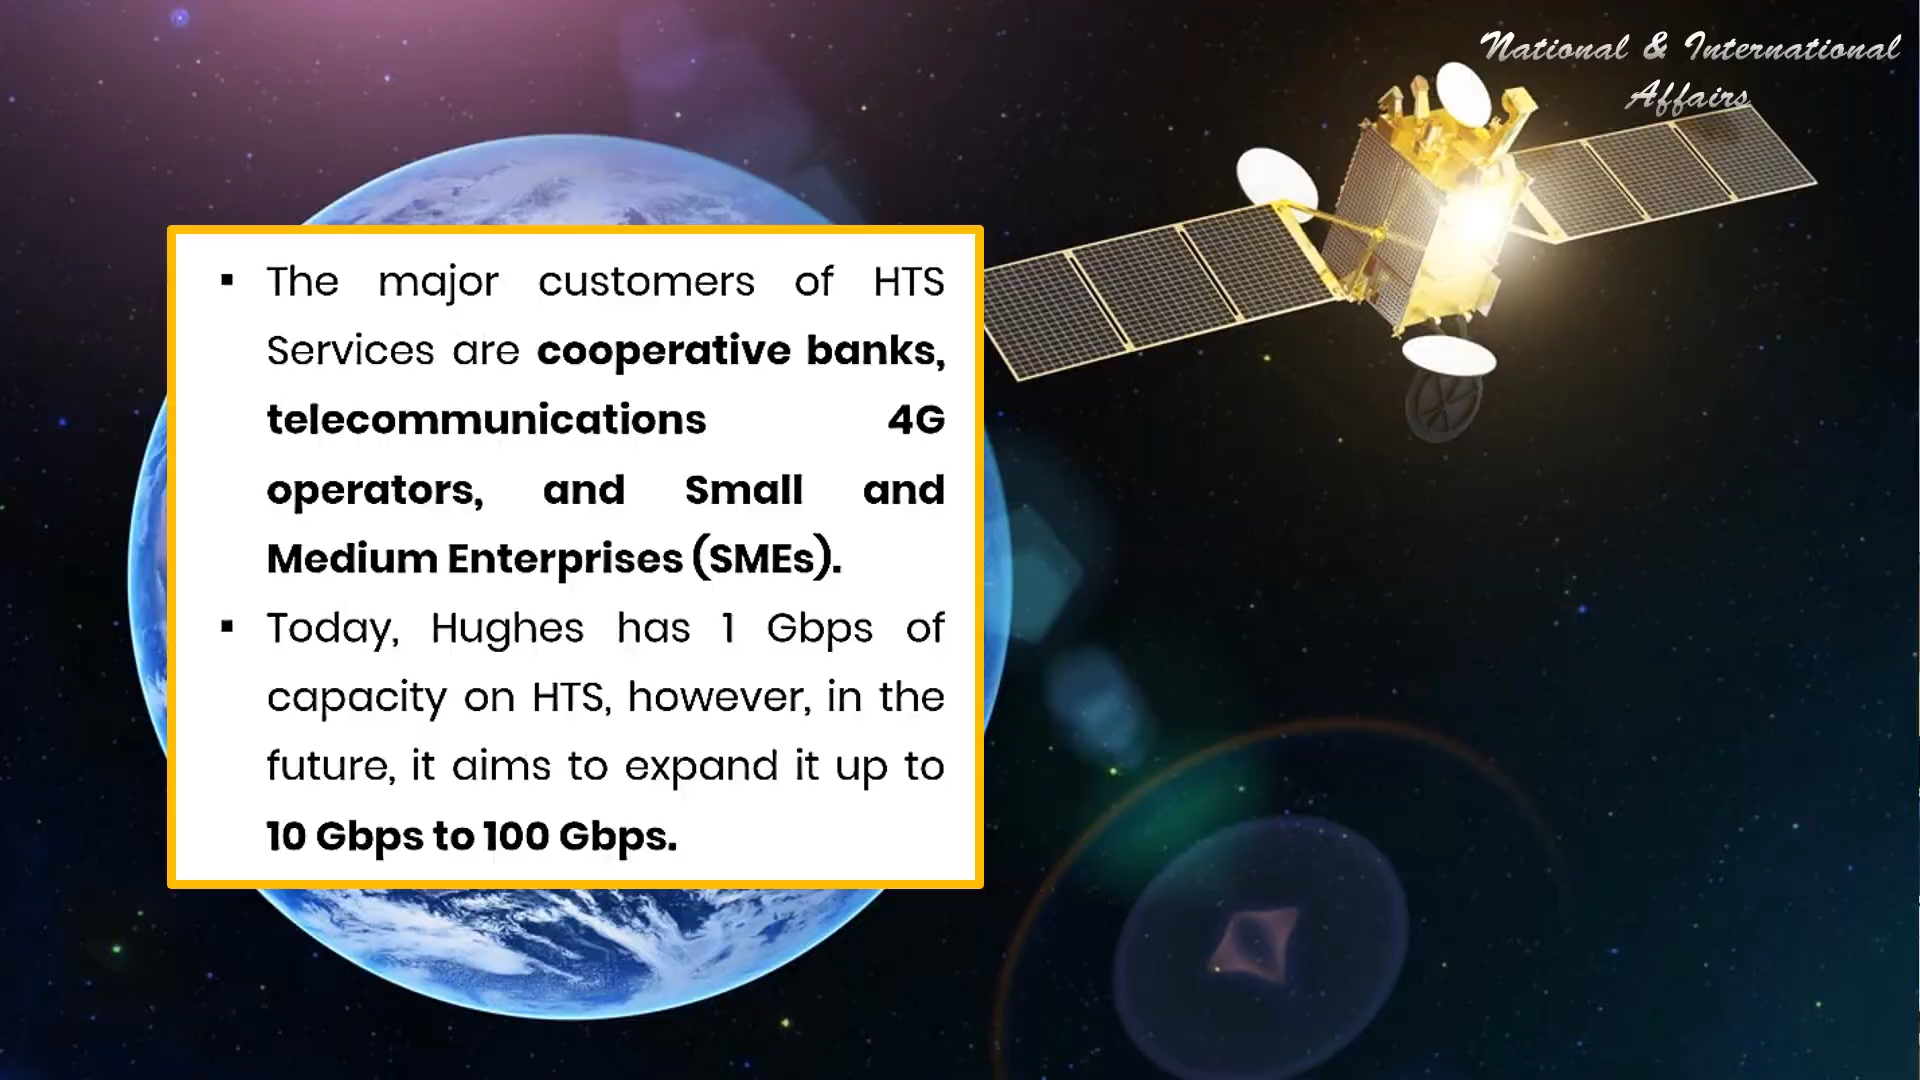 National & International
Affairs
▪ The major customers of HTS
Services are cooperative banks,
telecommunications 4G
operators, and Small and
Medium Enterprises (SMEs).
▪ Today, Hughes has 1 Gbps of
capacity on HTS, however, in the
future, it aims to expand it up to
10 Gbps to 100 Gbps.